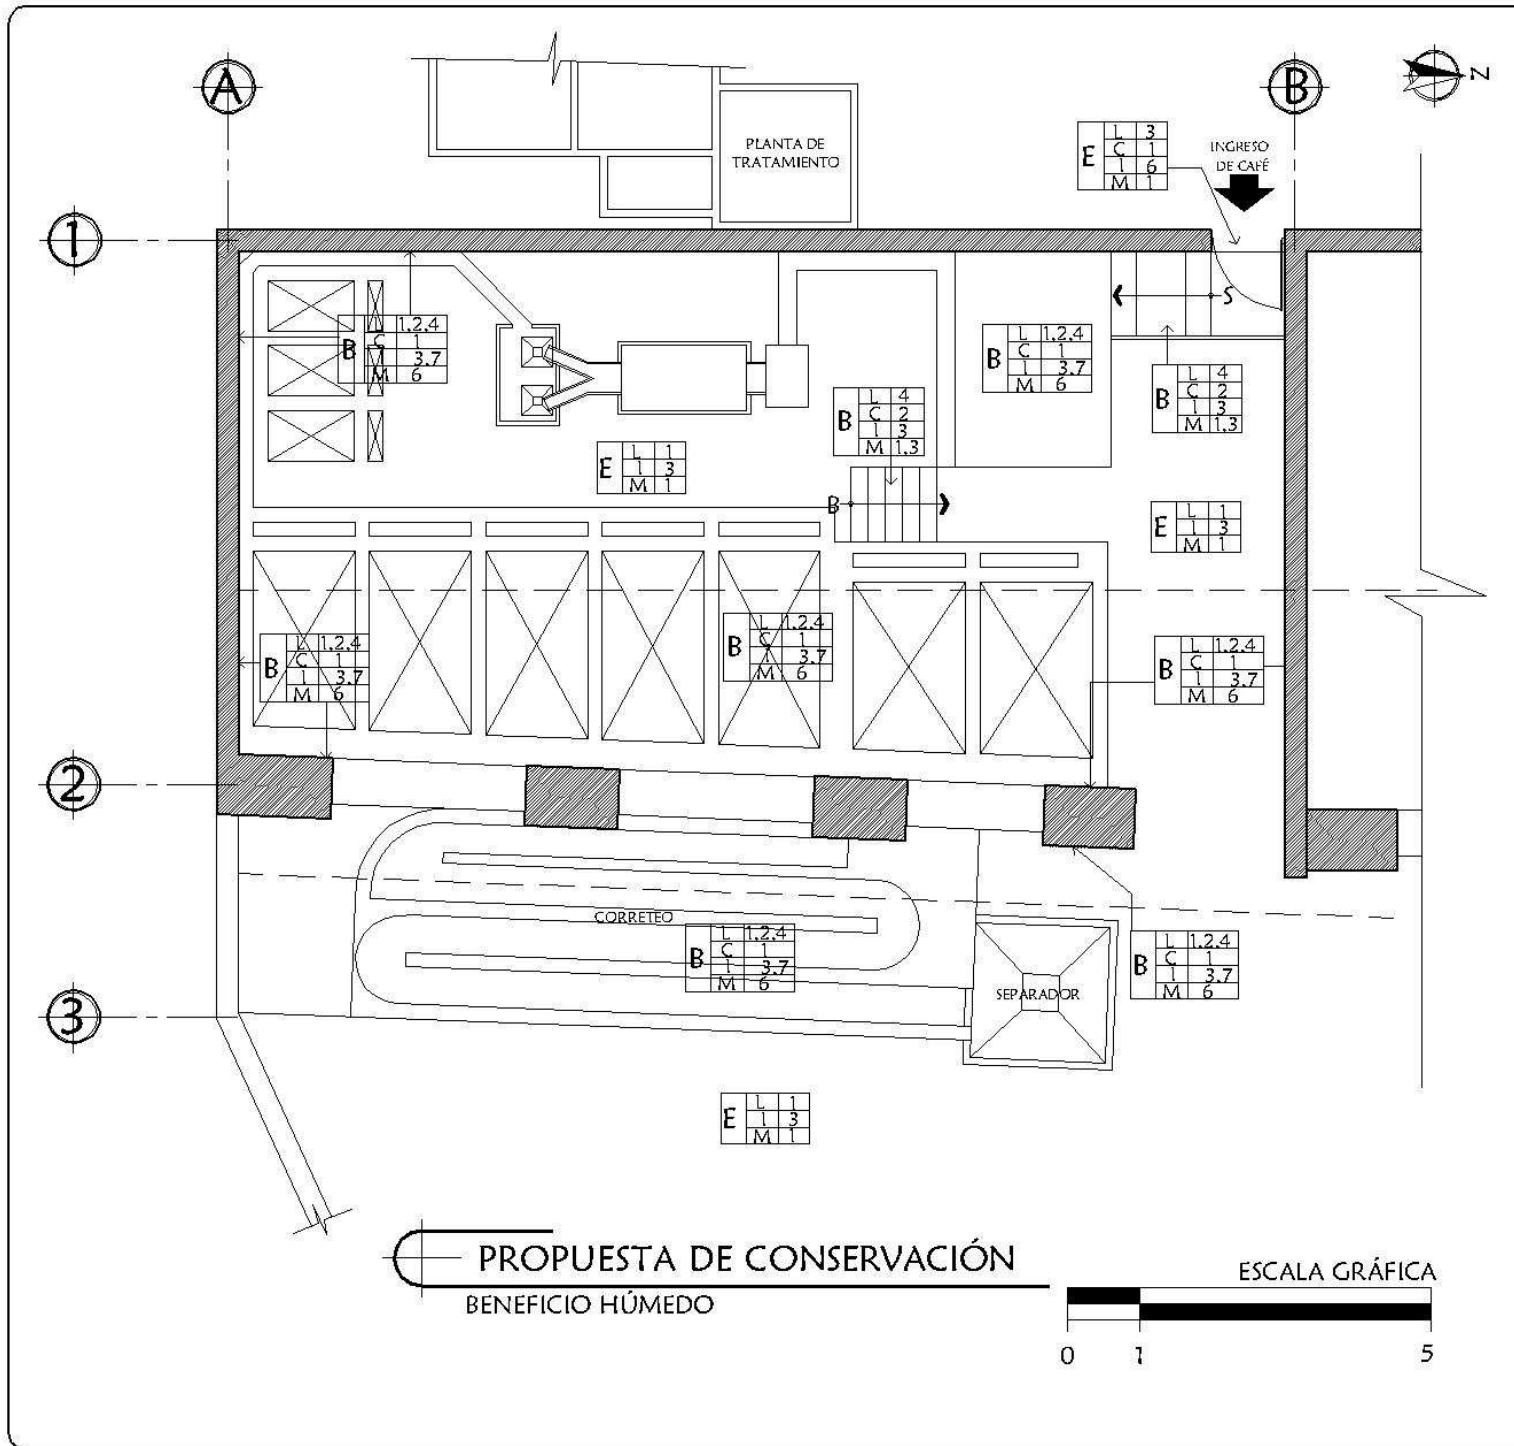 A
B
N
E
L 3
C 1
I 6
M 1
INGRESO
DE CAFÉ
PLANTA DE
TRATAMIENTO
1
S
B
L 1,2,4
C 1
I 3,7
M 6
B
L 1,2,4
C 1
I 3,7
M 6
B
L 4
C 2
I 3
M 1,3
B
L 4
C 2
I 3
M 1,3
E
L 1
I 3
M 1
B
E
L 1
I 3
M 1
B
L 1,2,4
C 1
I 3,7
M 6
B
L 1,2,4
C 1
I 3,7
M 6
B
L 1,2,4
C 1
I 3,7
M 6
2
CORRETEO
B
L 1,2,4
C 1
I 3,7
M 6
B
L 1,2,4
C 1
I 3,7
M 6
SEPARADOR
3
E
L 1
I 3
M 1
PROPUESTA DE CONSERVACIÓN
BENEFICIO HÚMEDO
ESCALA GRÁFICA
0 1 5